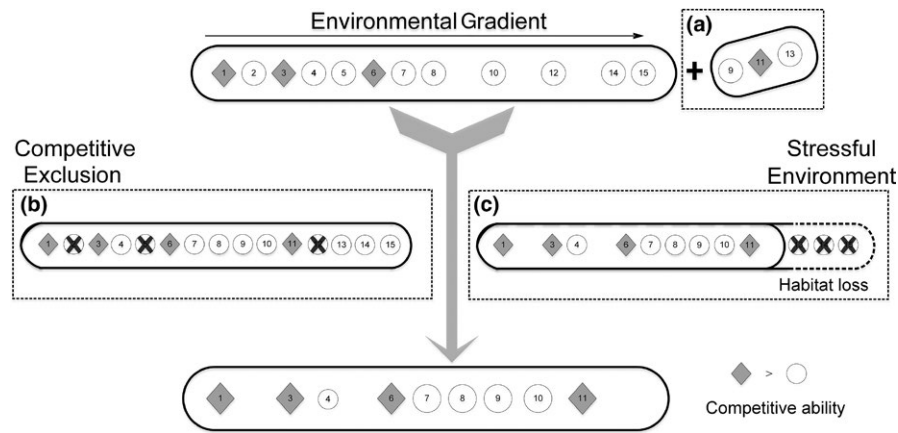 Environmental Gradient
(a)
1 2 3 4 5 6 7 8 10 12 14 15
+
9 11 13
Competitive
Exclusion
Stressful
Environment
(b)
1 3 4 6 7 8 9 10 11 13 14 15
(c)
1 3 4 6 7 8 9 10 11
Habitat loss
1 3 4 6 7 8 9 10 11
>
Competitive ability